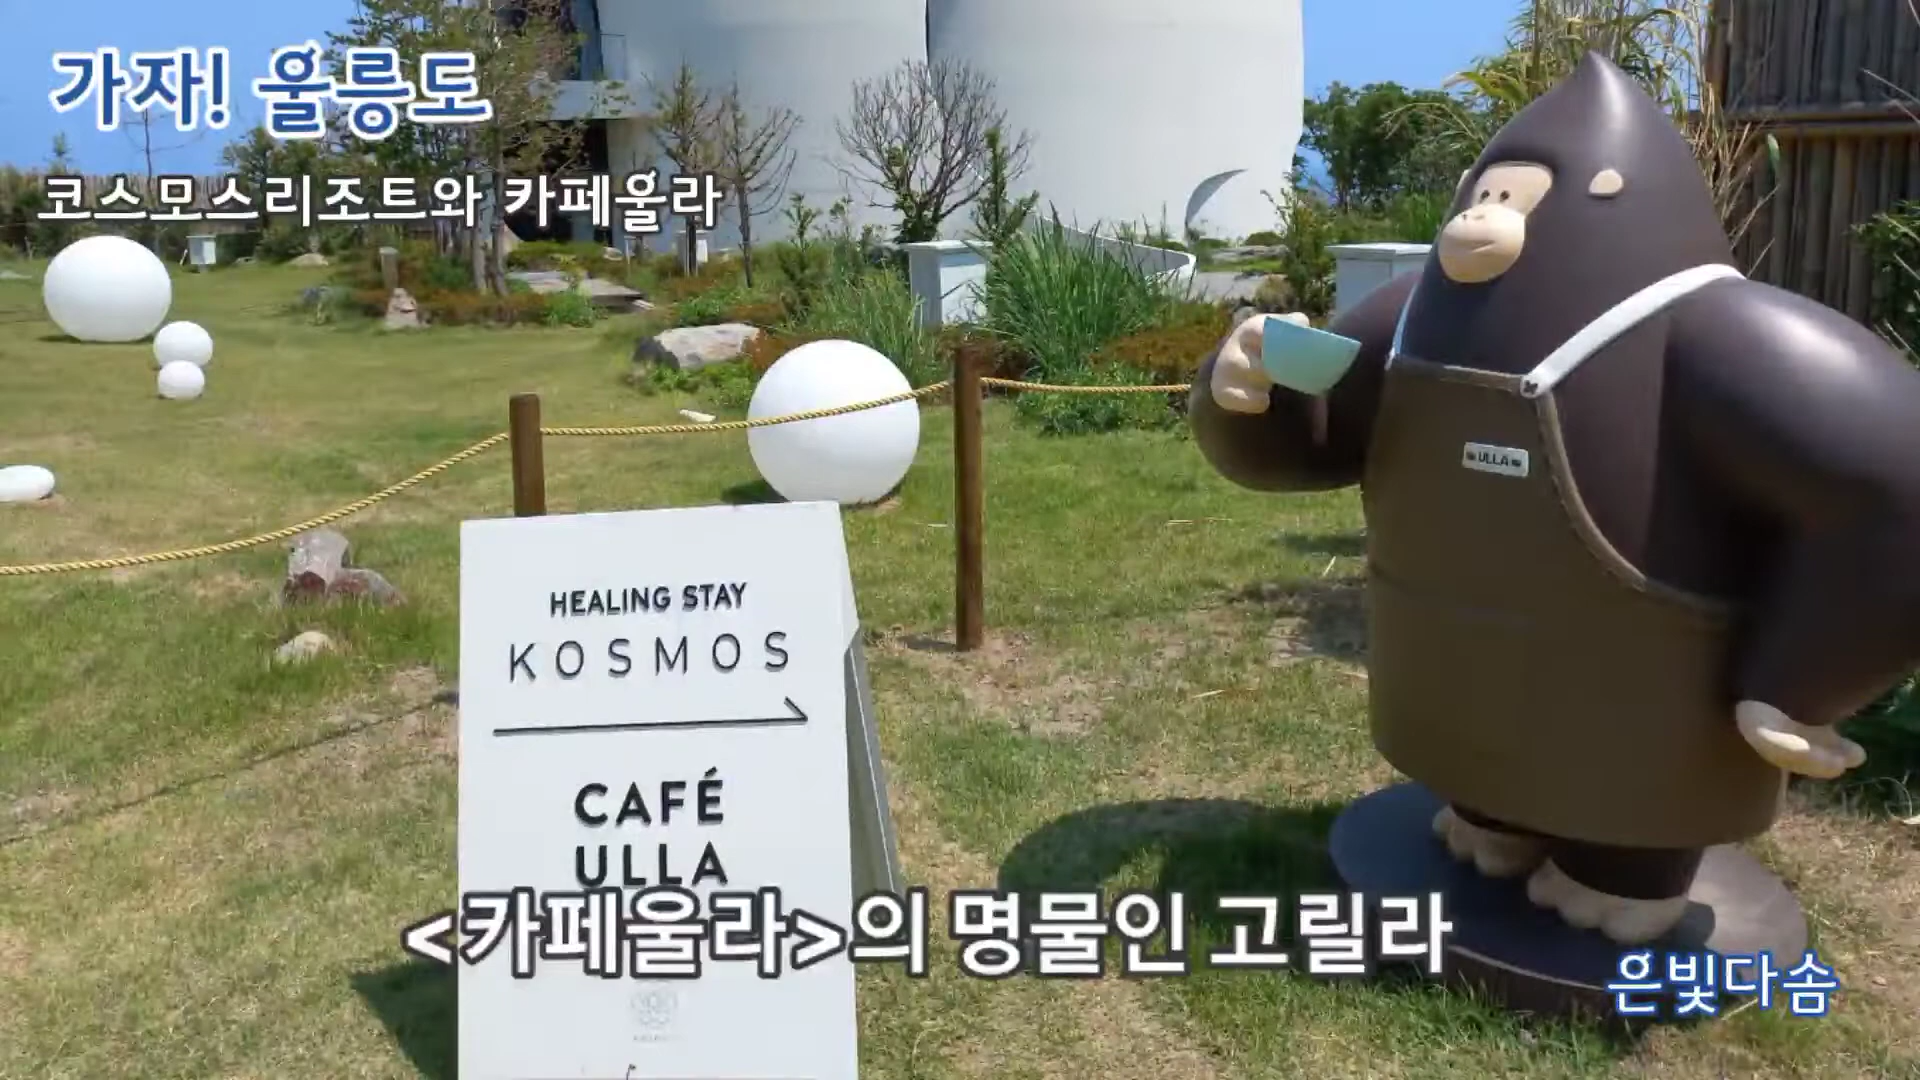 가자! 울릉도
코스모스리조트와 카페울라
ULLA
HEALING STAY
KOSMOS
CAFÉ
ULLA
<카페울라>의 명물인 고릴라
은빛다솜